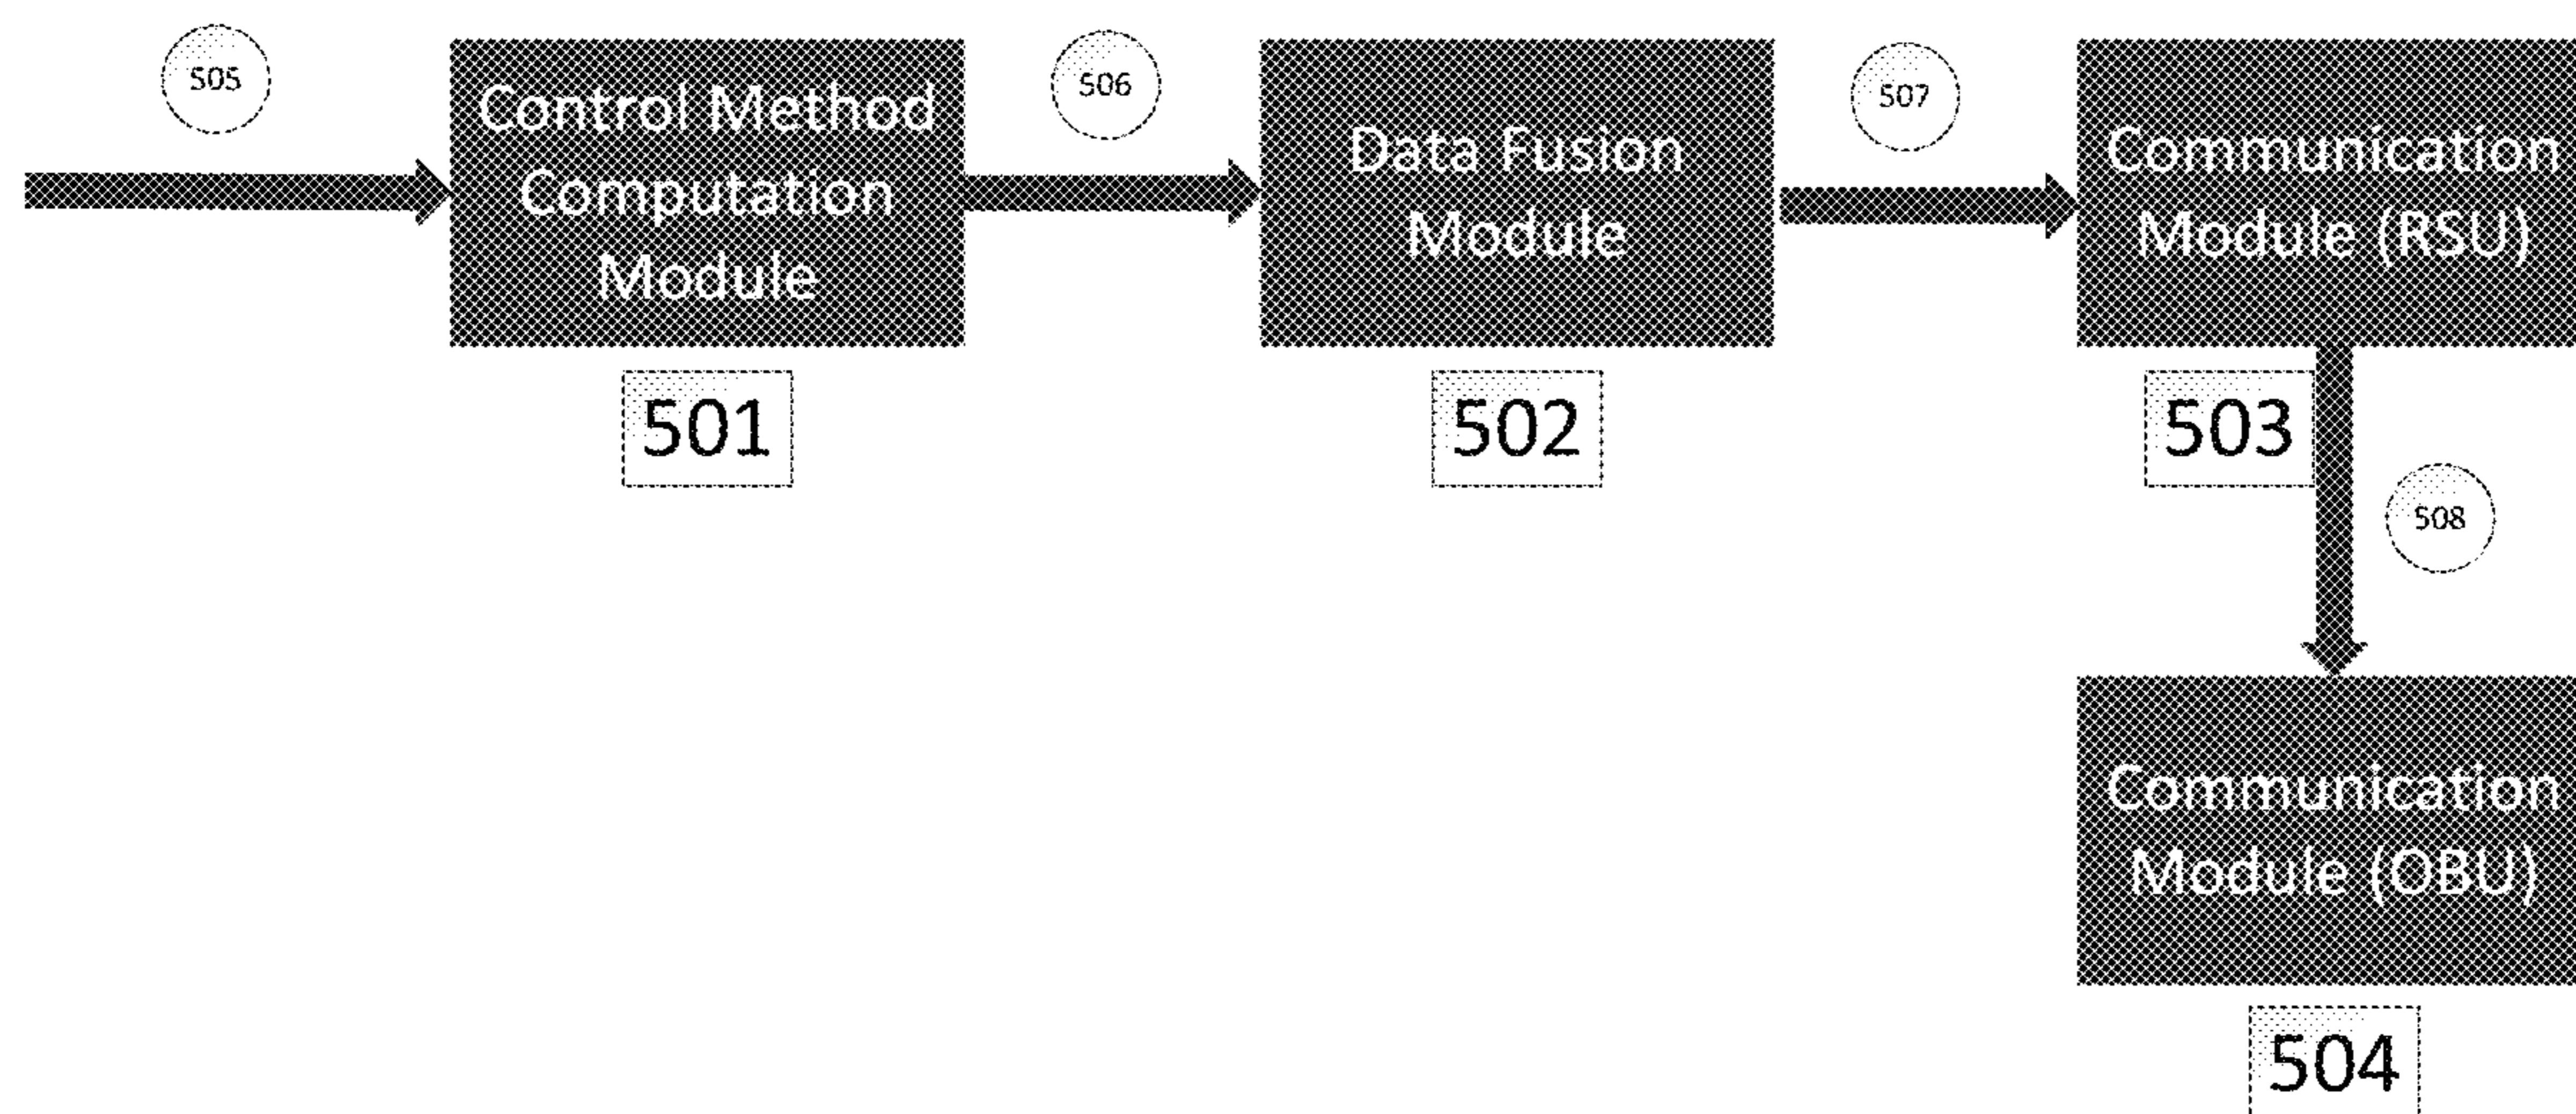 505
Control Method
Computation
Module
501
506
Data Fusion
Module
502
507
Communication
Module (RSU)
503
508
Communication
Module (OBU)
504